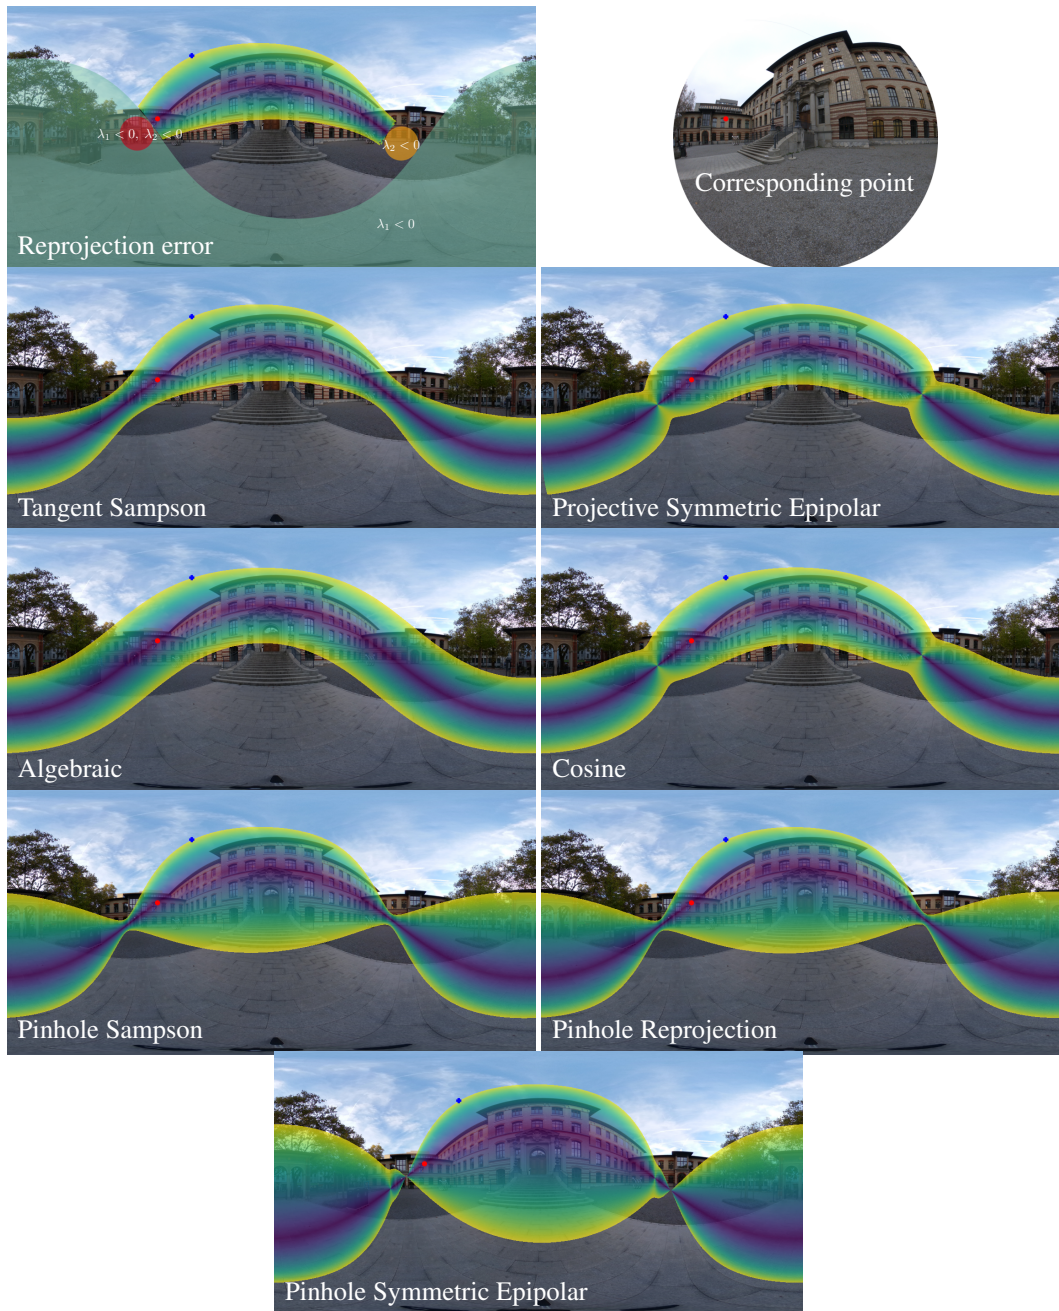 λ₁ < 0, λ₂ < 0
λ₂ < 0
λ₁ < 0
Reprojection error
Corresponding point
Tangent Sampson
Projective Symmetric Epipolar
Algebraic
Cosine
Pinhole Sampson
Pinhole Reprojection
Pinhole Symmetric Epipolar